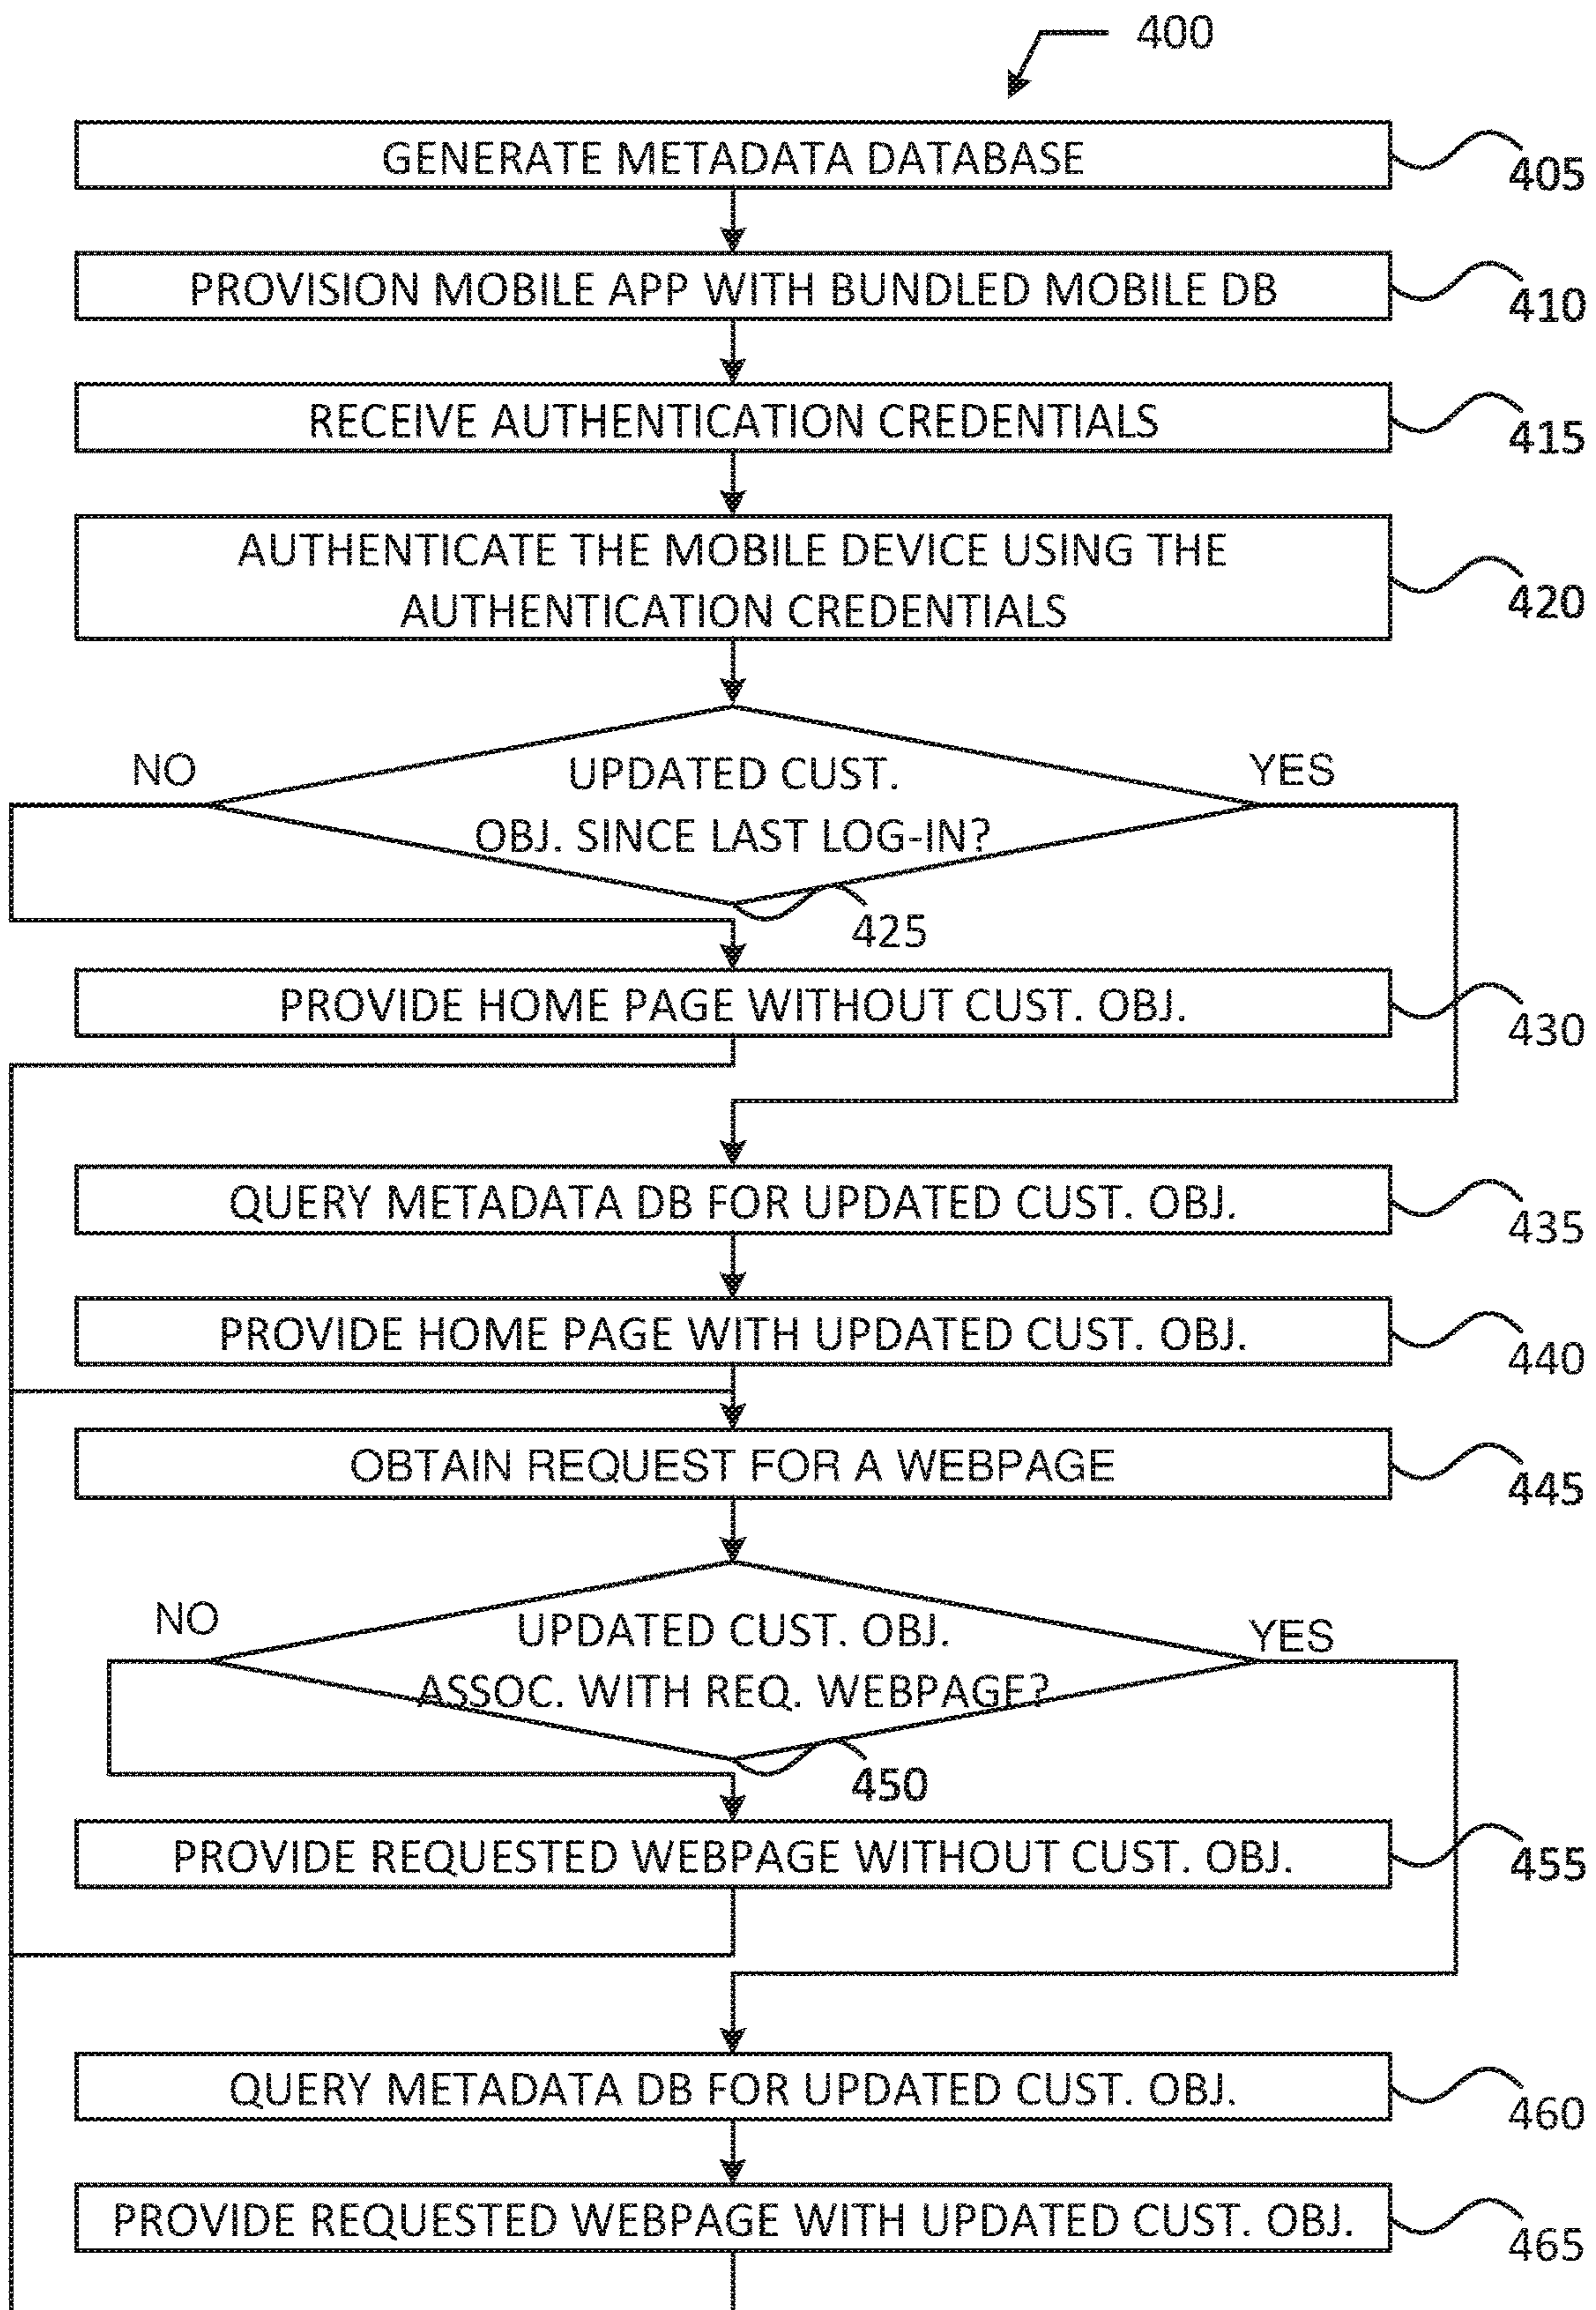 400
GENERATE METADATA DATABASE
405
PROVISION MOBILE APP WITH BUNDLED MOBILE DB
410
RECEIVE AUTHENTICATION CREDENTIALS
415
AUTHENTICATE THE MOBILE DEVICE USING THE
AUTHENTICATION CREDENTIALS
420
NO
UPDATED CUST.
OBJ. SINCE LAST LOG-IN?
YES
425
PROVIDE HOME PAGE WITHOUT CUST. OBJ.
430
QUERY METADATA DB FOR UPDATED CUST. OBJ.
435
PROVIDE HOME PAGE WITH UPDATED CUST. OBJ.
440
OBTAIN REQUEST FOR A WEBPAGE
445
NO
UPDATED CUST. OBJ.
ASSOC. WITH REQ. WEBPAGE?
YES
450
PROVIDE REQUESTED WEBPAGE WITHOUT CUST. OBJ.
455
QUERY METADATA DB FOR UPDATED CUST. OBJ.
460
PROVIDE REQUESTED WEBPAGE WITH UPDATED CUST. OBJ.
465